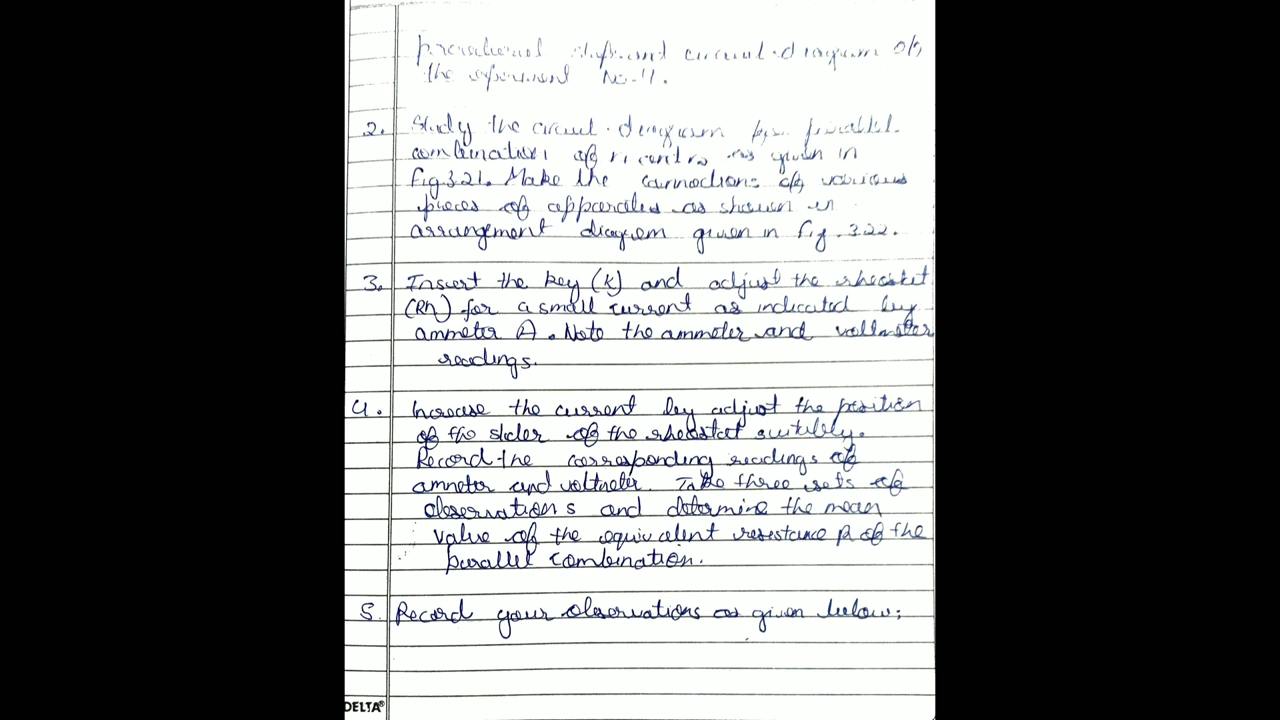 circuit diagram of
the experiment No-4.
2. Study the circuit diagram for parallel
combination of as given in
Fig 3.21. Make the connections of various
pieces of apparatus as shown in
arrangement diagram given in Fig. 3.22.
3. Insert the key (K) and adjust the rheostat
(Rh) for a small current as indicated by
ammeter A. Note the ammeter and voltmeter
readings.
4. Increase the current by adjust the position
of the slider of the rheostat suitably.
Record the corresponding readings of
ammeter and voltmeter. Take three sets of
observations and determine the mean
value of the equivalent resistance R of the
parallel combination.
5. Record your observations as given below:
DELTA®